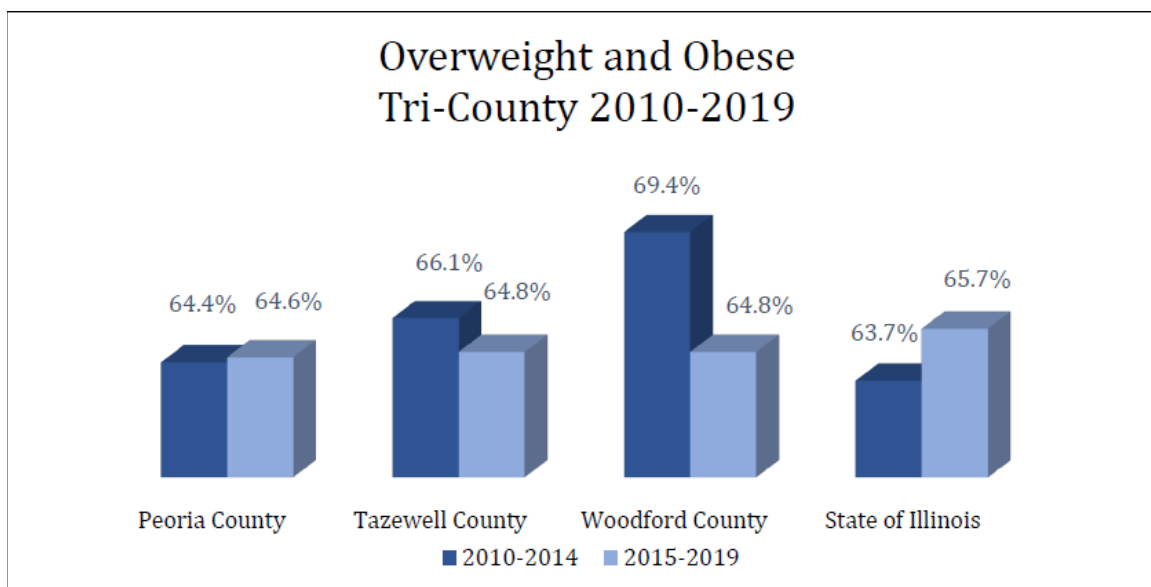 Overweight and Obese
Tri-County 2010-2019
69.4%
66.1%
64.4% 64.6% 64.8% 64.8% 63.7% 65.7%
Peoria County Tazewell County Woodford County State of Illinois
2010-2014 2015-2019